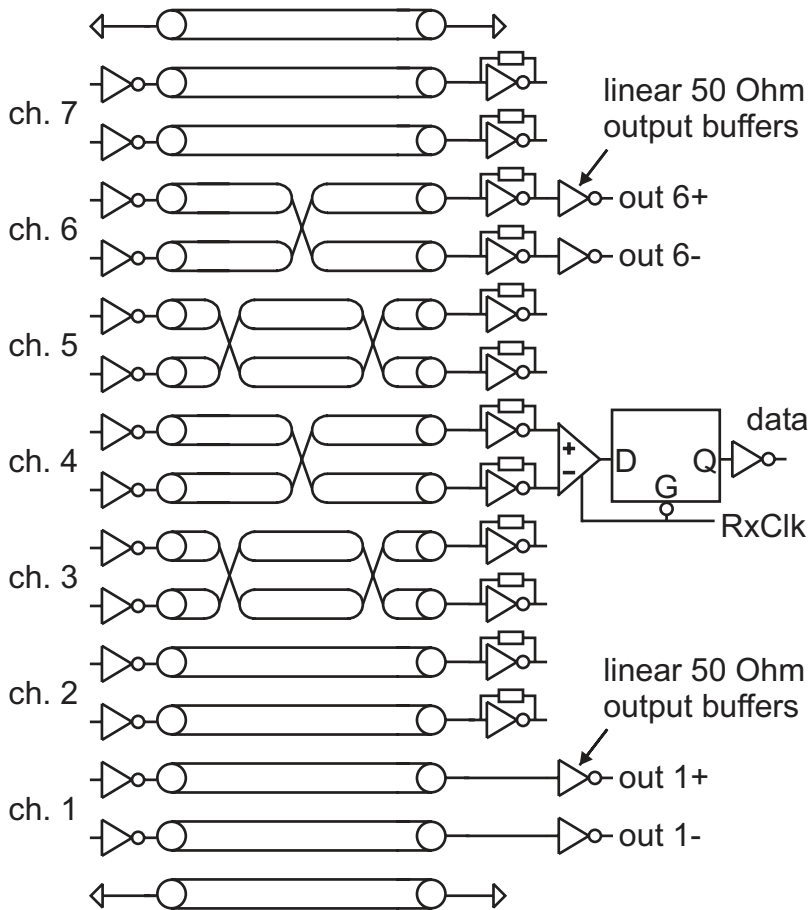 ch. 7
linear 50 Ohm
output buffers
ch. 6
out 6+
out 6-
ch. 5
ch. 4
+
−
D
Q
G
data
RxClk
ch. 3
ch. 2
linear 50 Ohm
output buffers
ch. 1
out 1+
out 1-